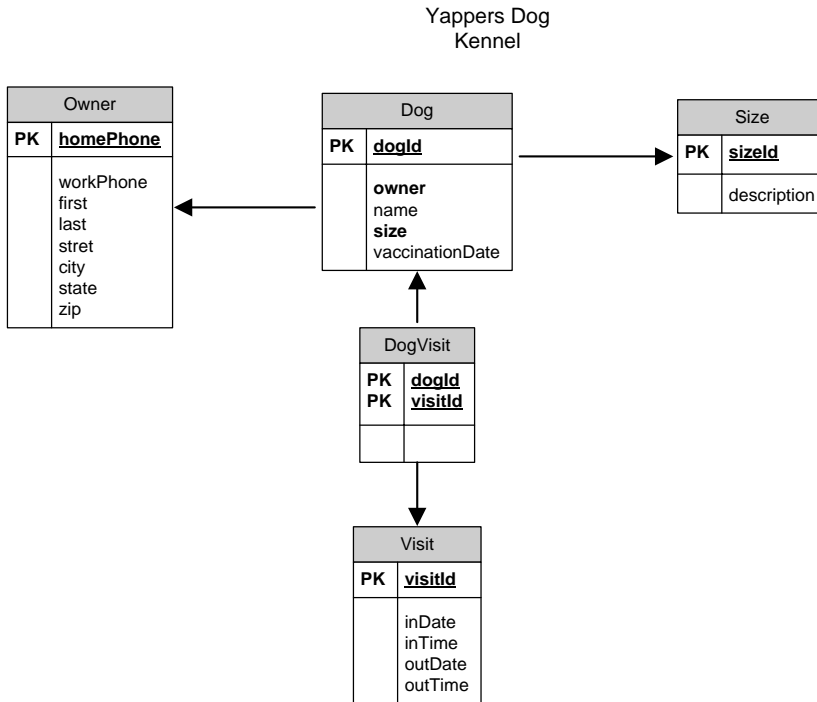 Yappers Dog
Kennel
Owner
PK homePhone
workPhone
first
last
stret
city
state
zip
Dog
PK dogId
owner
name
size
vaccinationDate
Size
PK sizeId
description
DogVisit
PK dogId
PK visitId
Visit
PK visitId
inDate
inTime
outDate
outTime